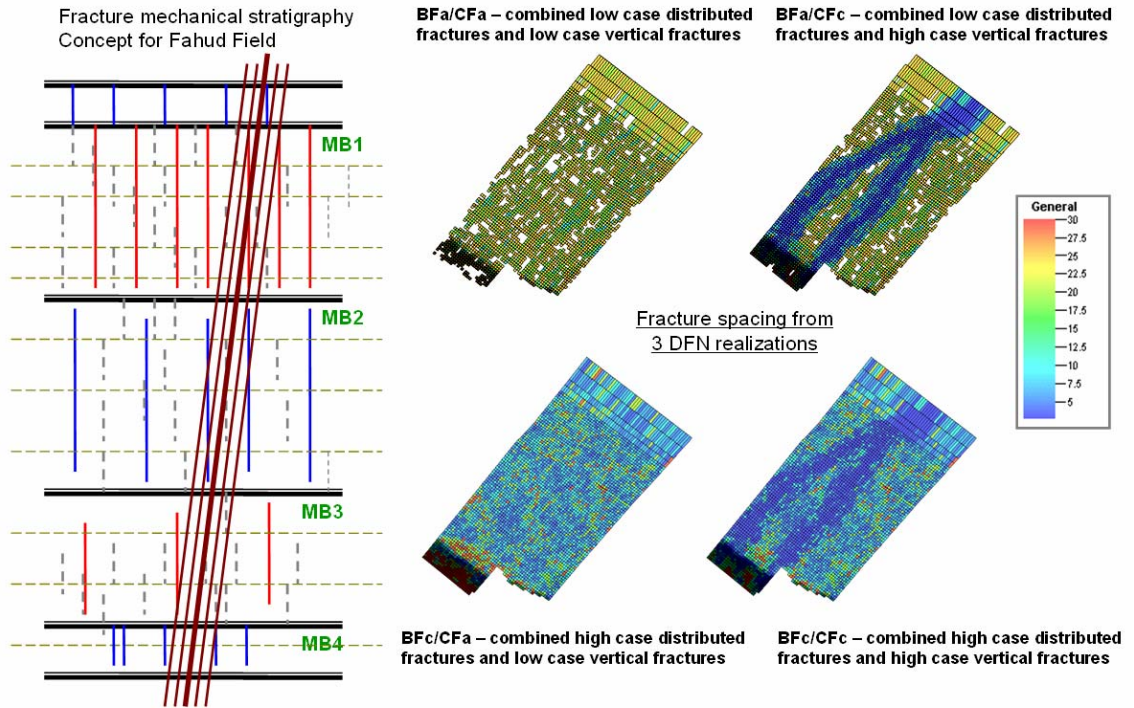 Fracture mechanical stratigraphy
Concept for Fahud Field
MB1
MB2
MB3
MB4
BFa/CFa – combined low case distributed
fractures and low case vertical fractures
BFa/CFc – combined low case distributed
fractures and high case vertical fractures
General
30
27.5
25
22.5
20
17.5
15
12.5
10
7.5
5
Fracture spacing from
3 DFN realizations
BFc/CFa – combined high case distributed
fractures and low case vertical fractures
BFc/CFc – combined high case distributed
fractures and high case vertical fractures